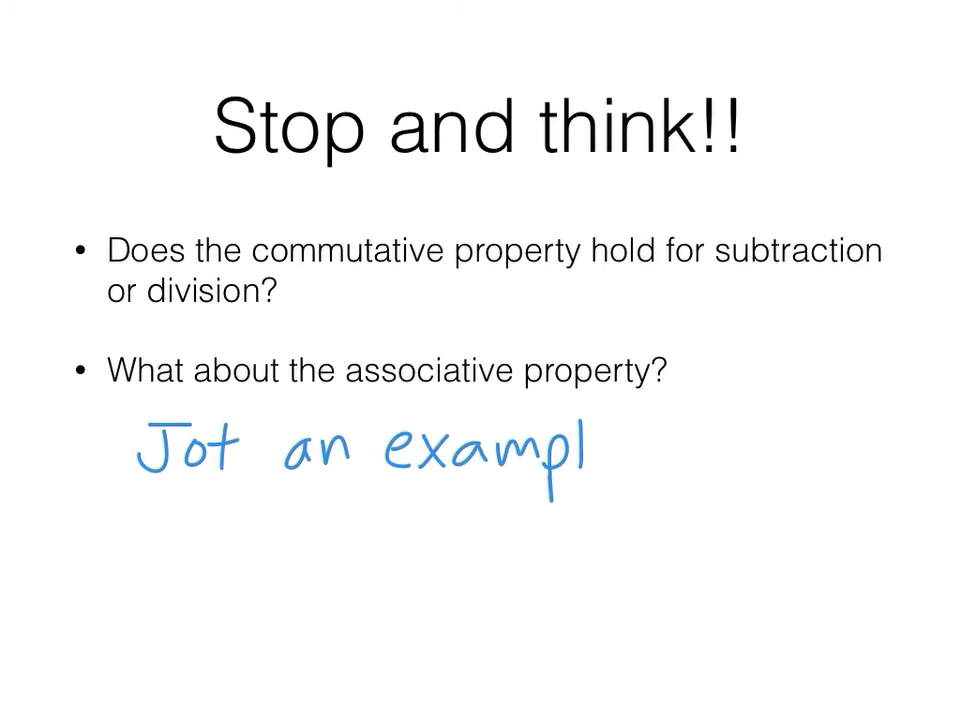 Stop and think!!
• Does the commutative property hold for subtraction
or division?
• What about the associative property?
Jot an exampl